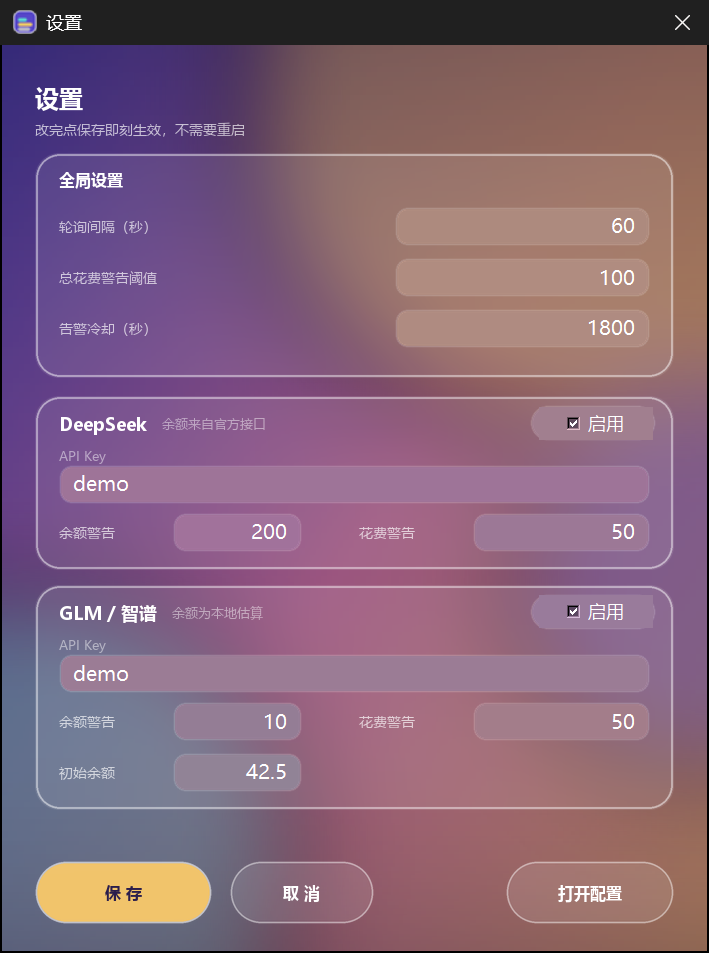 设置
设置
改完点保存即刻生效，不需要重启
全局设置
轮询间隔（秒） 60
总花费警告阈值 100
告警冷却（秒） 1800
DeepSeek 余额来自官方接口 启用
API Key
demo
余额警告 200 花费警告 50
GLM / 智谱 余额为本地估算 启用
API Key
demo
余额警告 10 花费警告 50
初始余额 42.5
保 存 取 消 打开配置